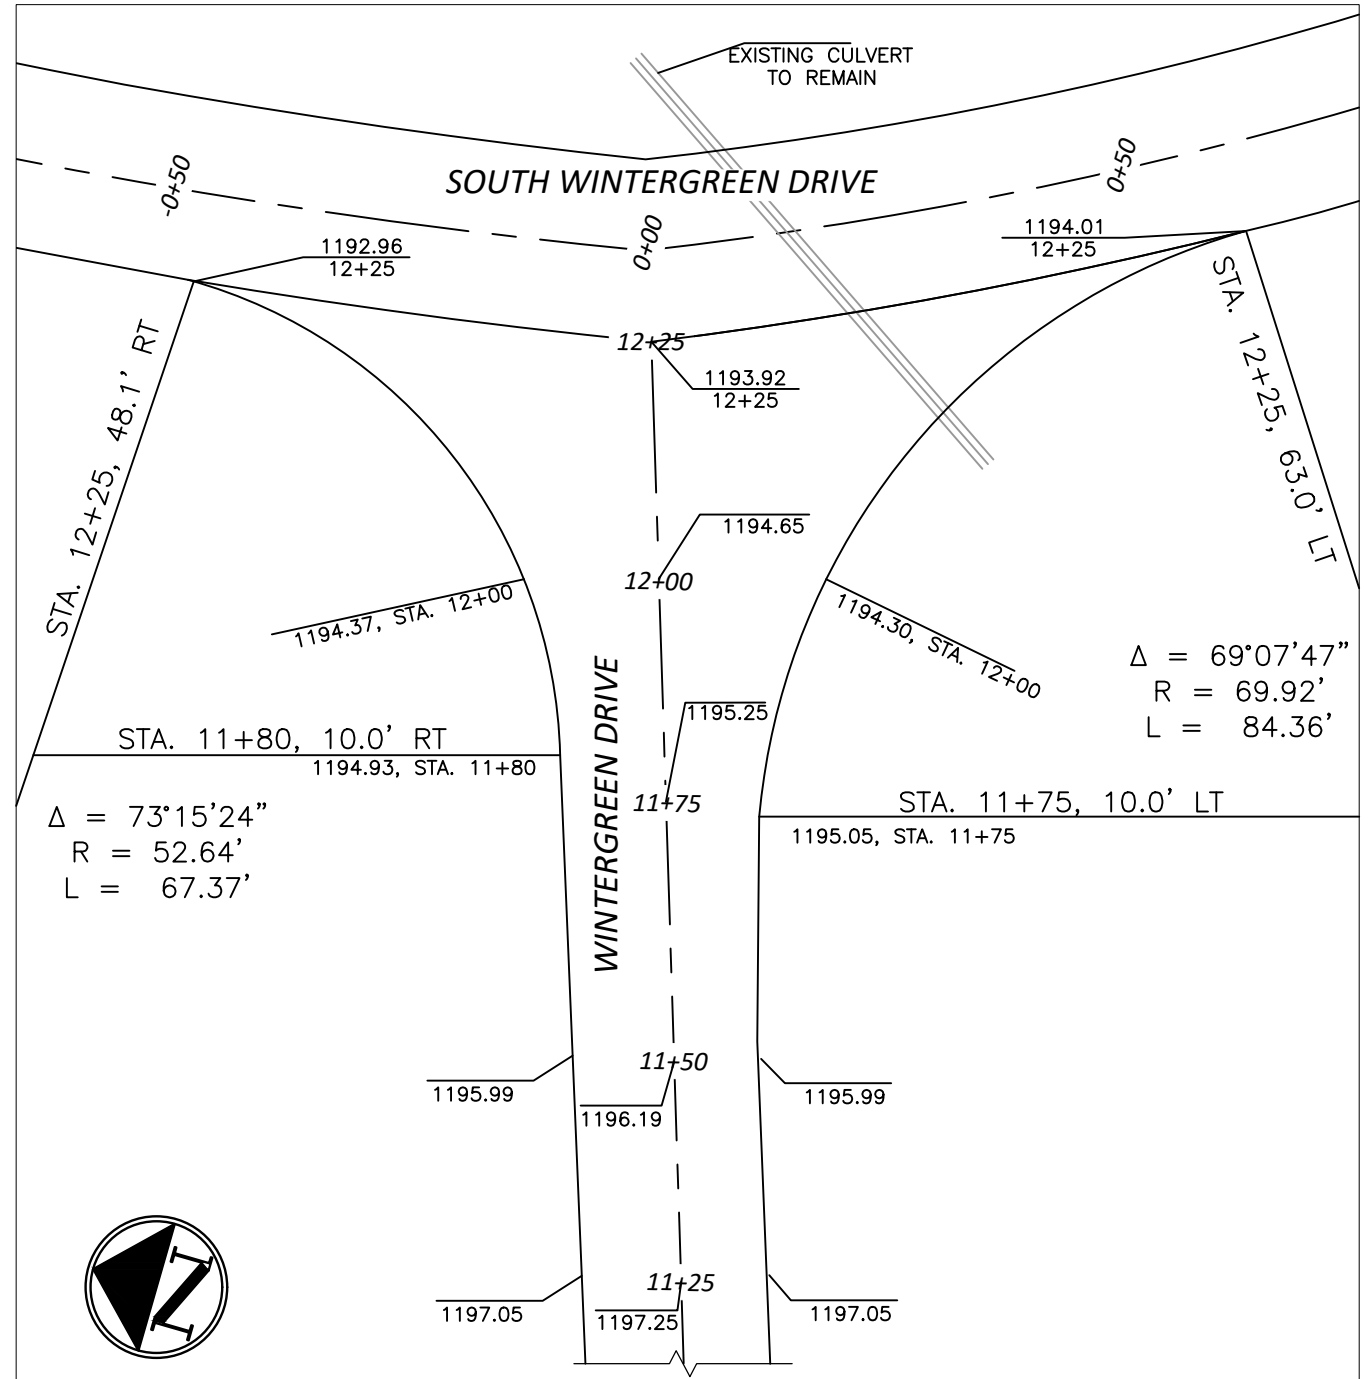 EXISTING CULVERT
TO REMAIN
-0+50
SOUTH WINTERGREEN DRIVE
0+50
0+00
1192.96
12+25
1194.01
12+25
12+25
1193.92
12+25
STA. 12+25, 48.1' RT
STA. 12+25, 63.0' LT
1194.65
12+00
1194.37, STA. 12+00
1194.30, STA. 12+00
Δ = 69°07'47"
R = 69.92'
L = 84.36'
WINTERGREEN DRIVE
1195.25
STA. 11+80, 10.0' RT
1194.93, STA. 11+80
11+75
STA. 11+75, 10.0' LT
1195.05, STA. 11+75
Δ = 73°15'24"
R = 52.64'
L = 67.37'
11+50
1195.99
1196.19
1195.99
11+25
1197.05
1197.25
1197.05
N